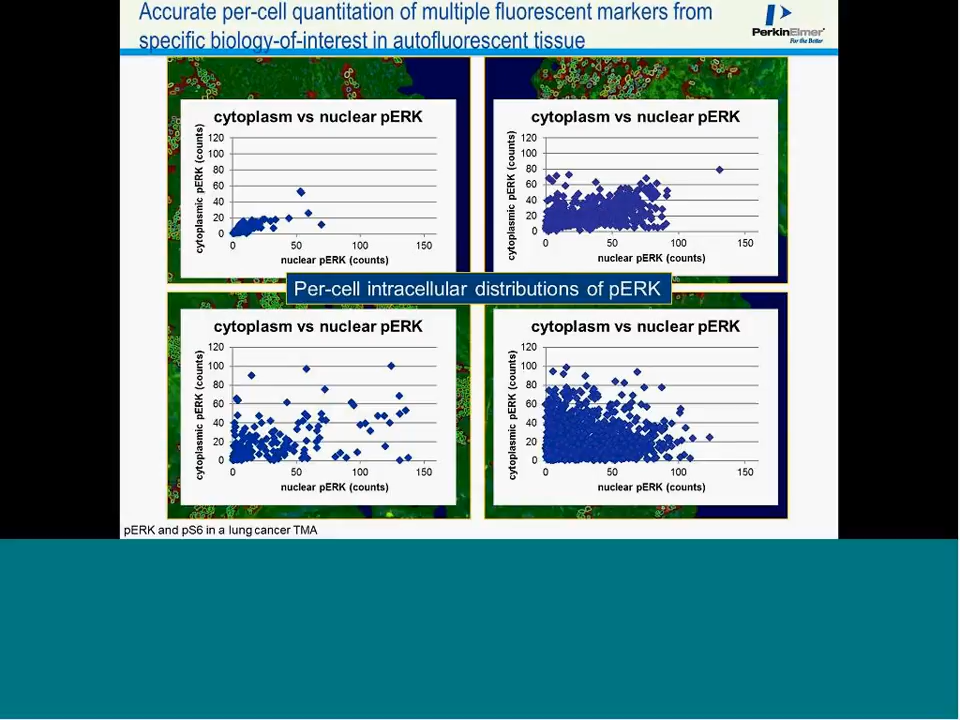 Accurate per-cell quantitation of multiple fluorescent markers from
specific biology-of-interest in autofluorescent tissue
PerkinElmer
For the Better
cytoplasm vs nuclear pERK
cytoplasmic pERK (counts)
120
100
80
60
40
20
0
0 50 100 150
nuclear pERK (counts)
cytoplasm vs nuclear pERK
cytoplasmic pERK (counts)
120
100
80
60
40
20
0
0 50 100 150
nuclear pERK (counts)
Per-cell intracellular distributions of pERK
cytoplasm vs nuclear pERK
cytoplasmic pERK (counts)
120
100
80
60
40
20
0
0 50 100 150
nuclear pERK (counts)
cytoplasm vs nuclear pERK
cytoplasmic pERK (counts)
120
100
80
60
40
20
0
0 50 100 150
nuclear pERK (counts)
pERK and pS6 in a lung cancer TMA